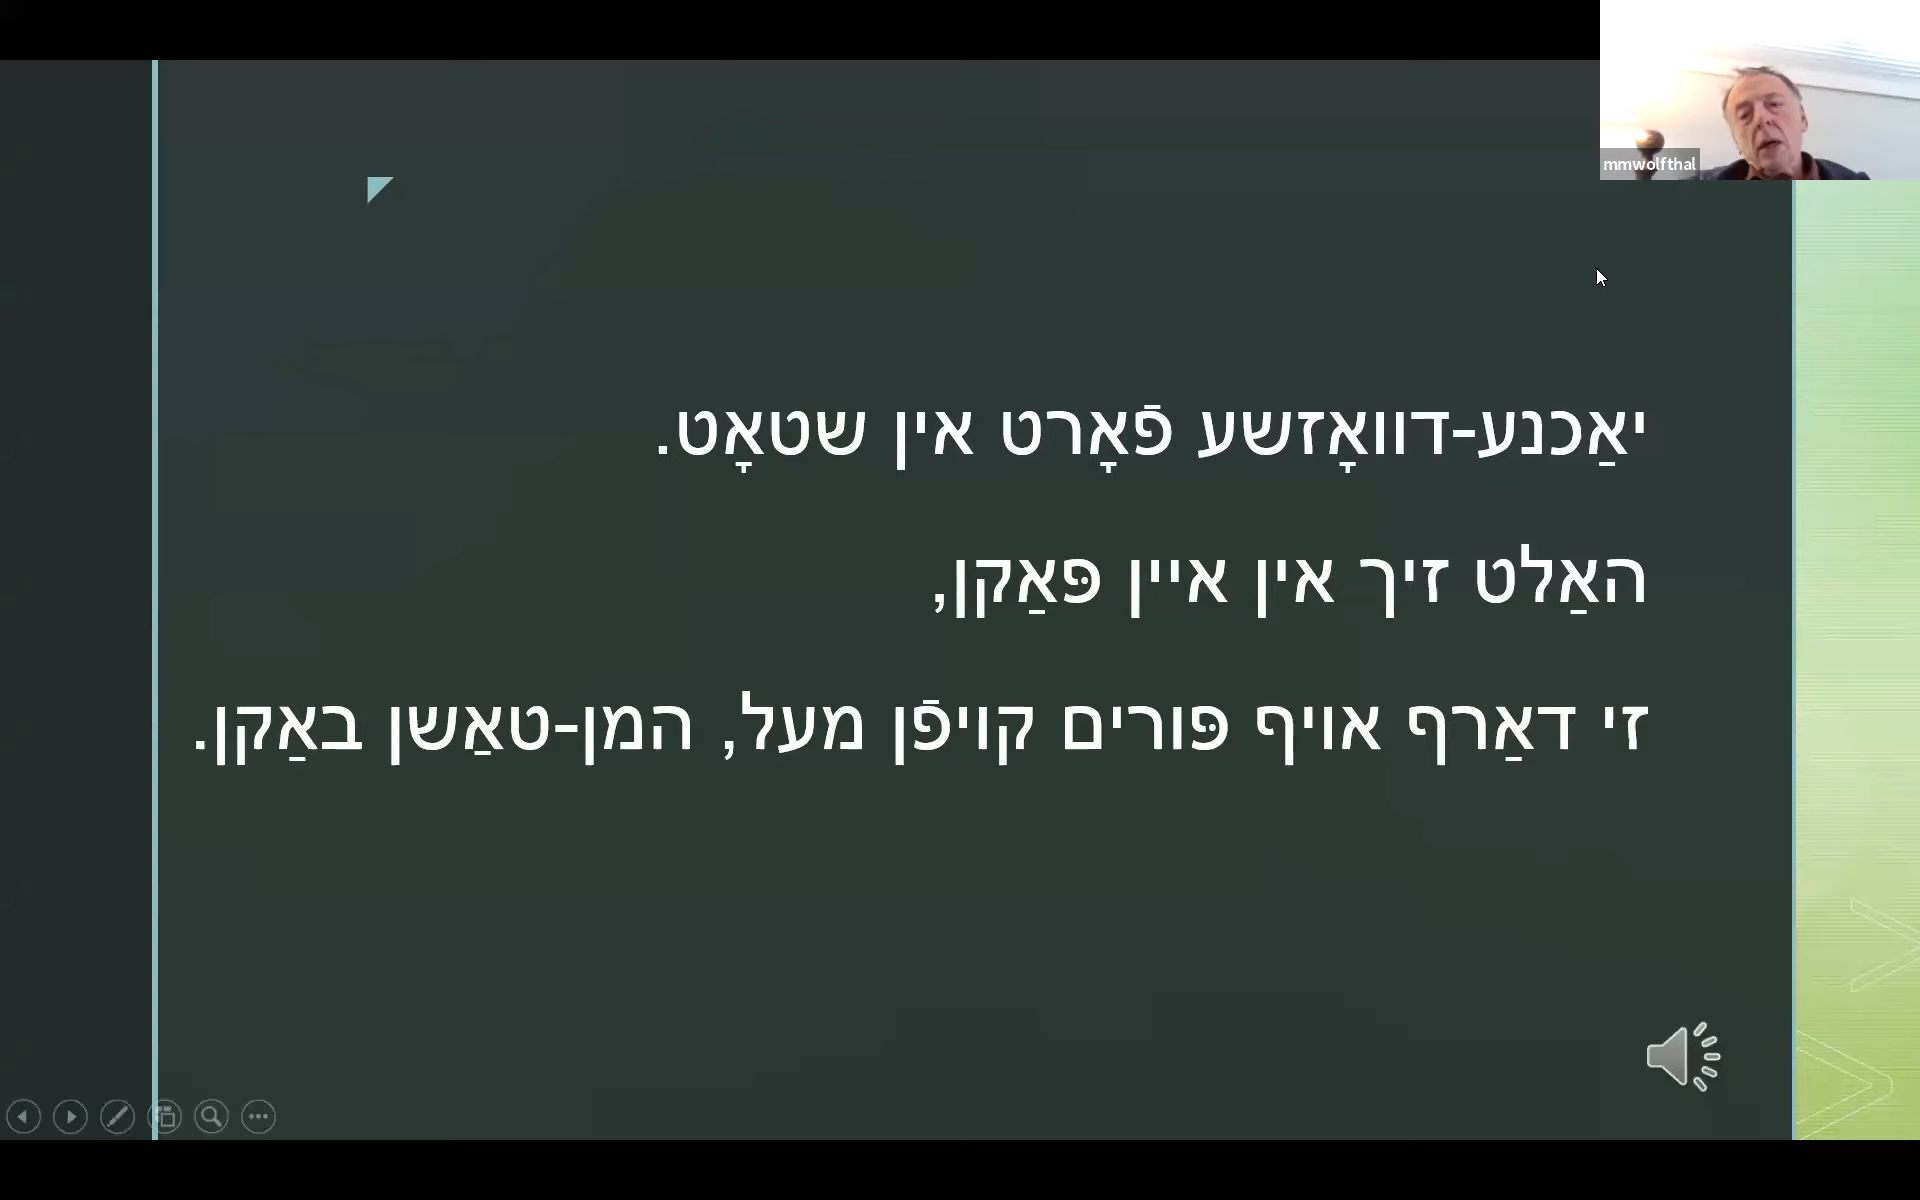 mmwolfthal
יאַכנע-דוואָזשע פֿאָרט אין שטאָט.
האַלט זיך אין איין פּאַקן,
זי דאַרף אויף פּורים קויפֿן מעל, המן-טאַשן באַקן.